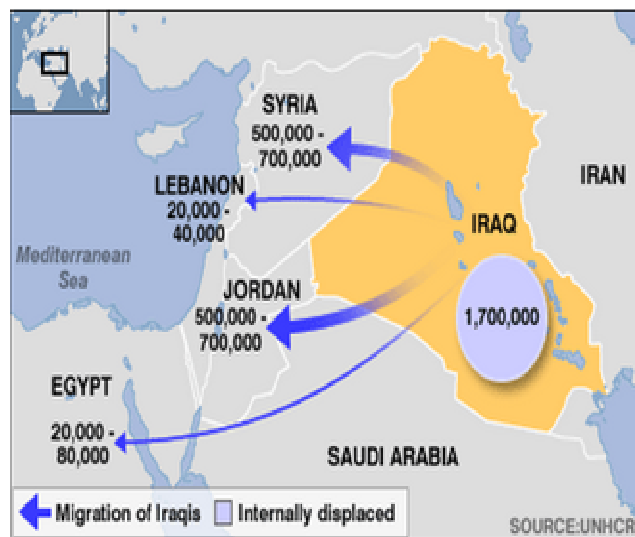 SYRIA
500,000 -
700,000
LEBANON
20,000 -
40,000
IRAN
IRAQ
Mediterranean
Sea
JORDAN
500,000 -
700,000
1,700,000
EGYPT
20,000 -
80,000
SAUDI ARABIA
Migration of Iraqis
Internally displaced
SOURCE:UNHCR